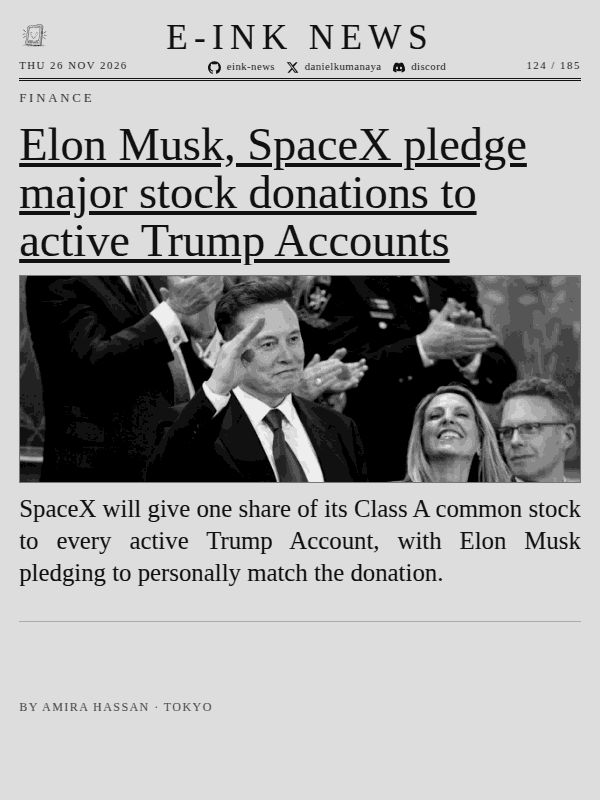 E-INK NEWS
THU 26 NOV 2026
eink-news danielkumanaya discord
124 / 185
FINANCE
Elon Musk, SpaceX pledge
major stock donations to
active Trump Accounts
SpaceX will give one share of its Class A common stock
to every active Trump Account, with Elon Musk
pledging to personally match the donation.
BY AMIRA HASSAN · TOKYO